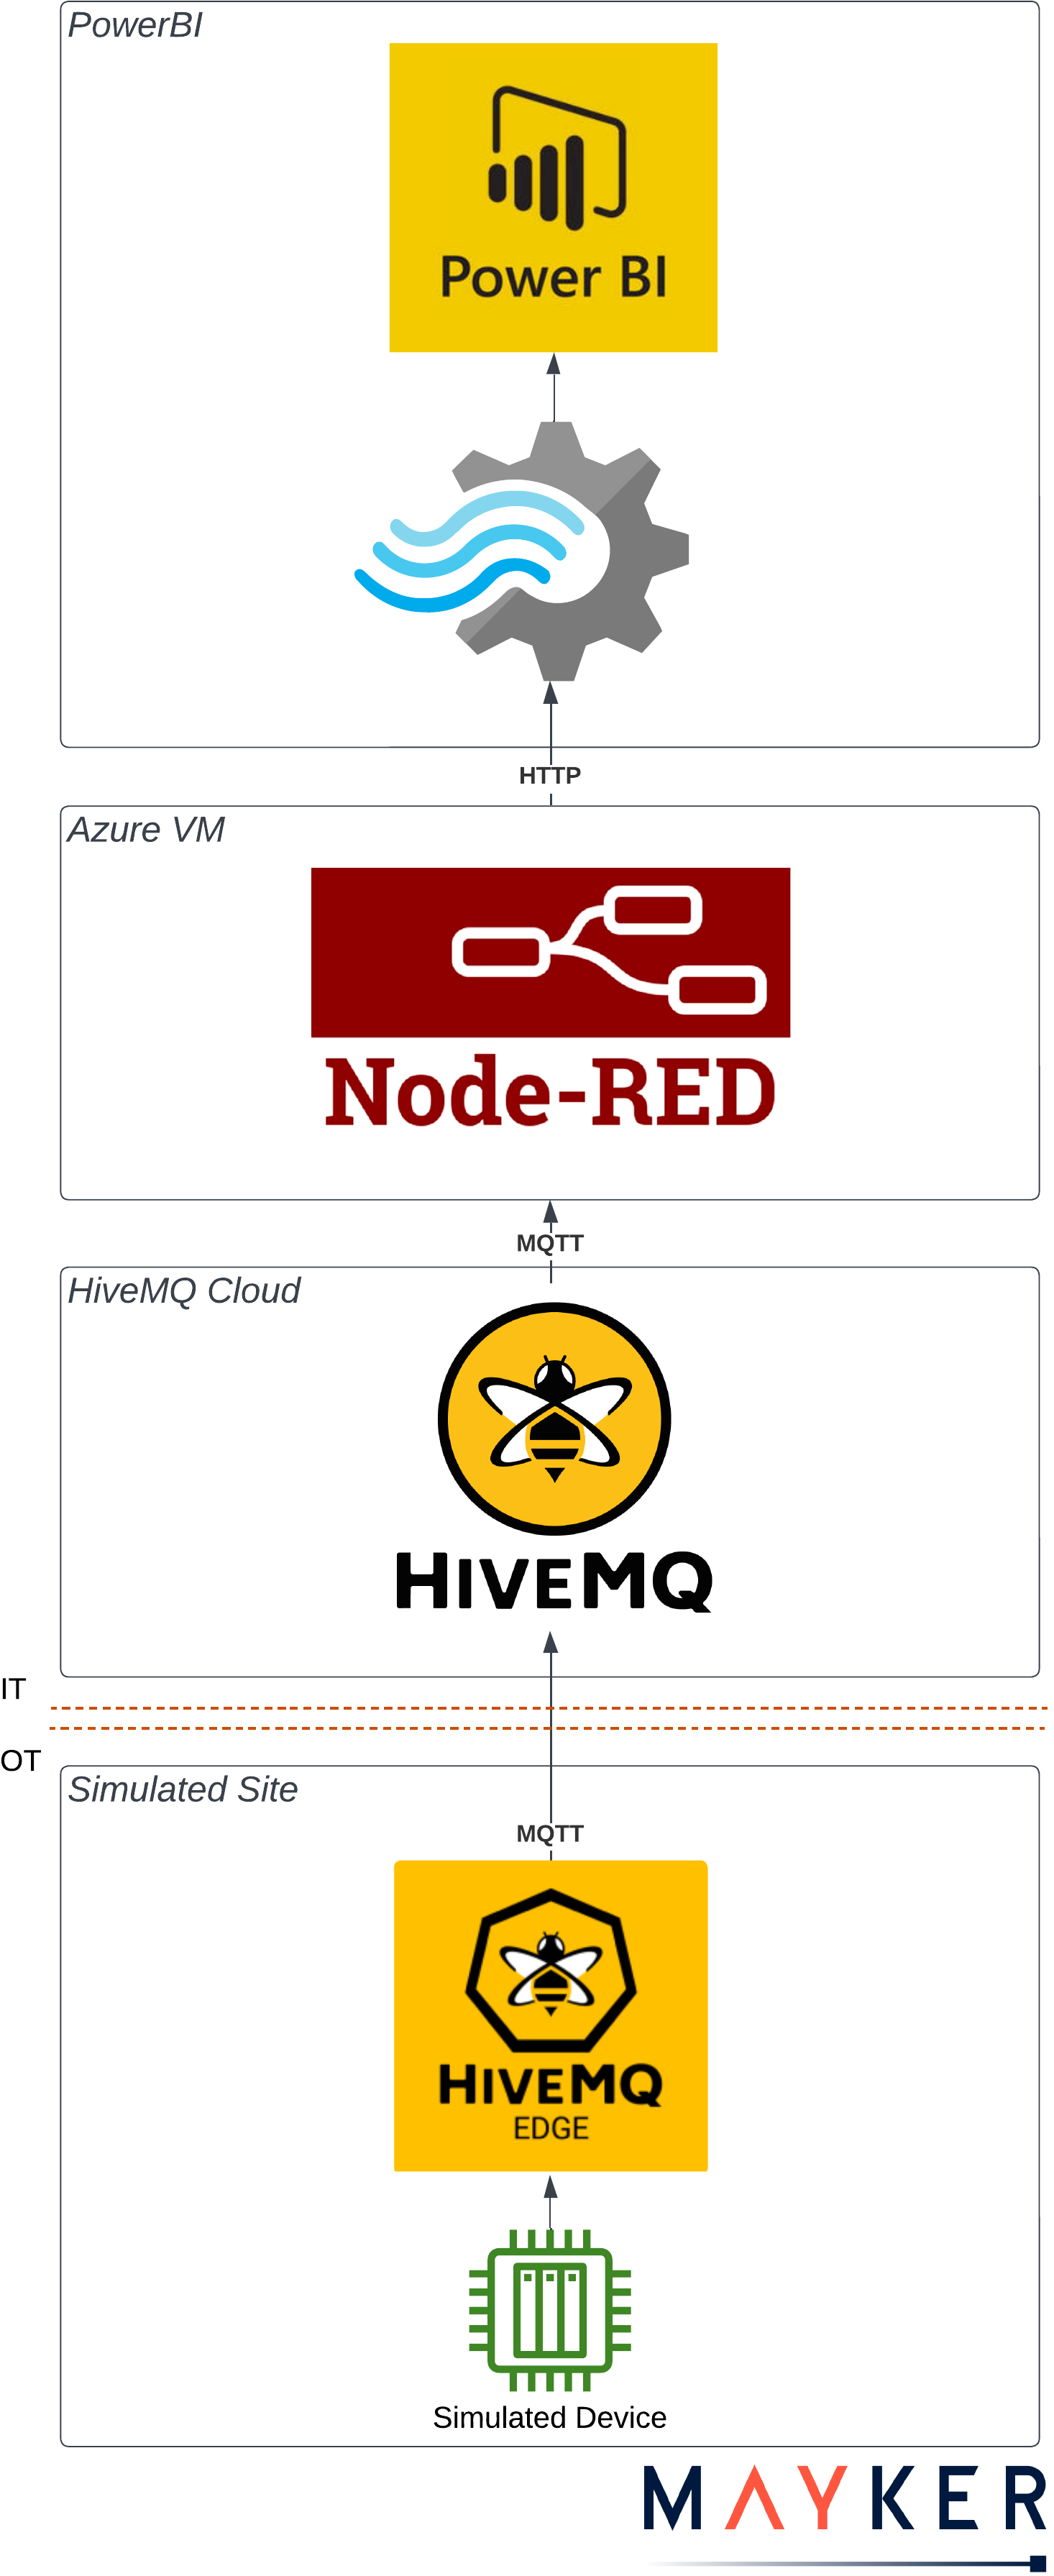 PowerBI
Power BI
HTTP
Azure VM
Node-RED
MQTT
HiveMQ Cloud
HIVEMQ
IT
OT
Simulated Site
MQTT
HIVEMQ
EDGE
Simulated Device
MAYKER